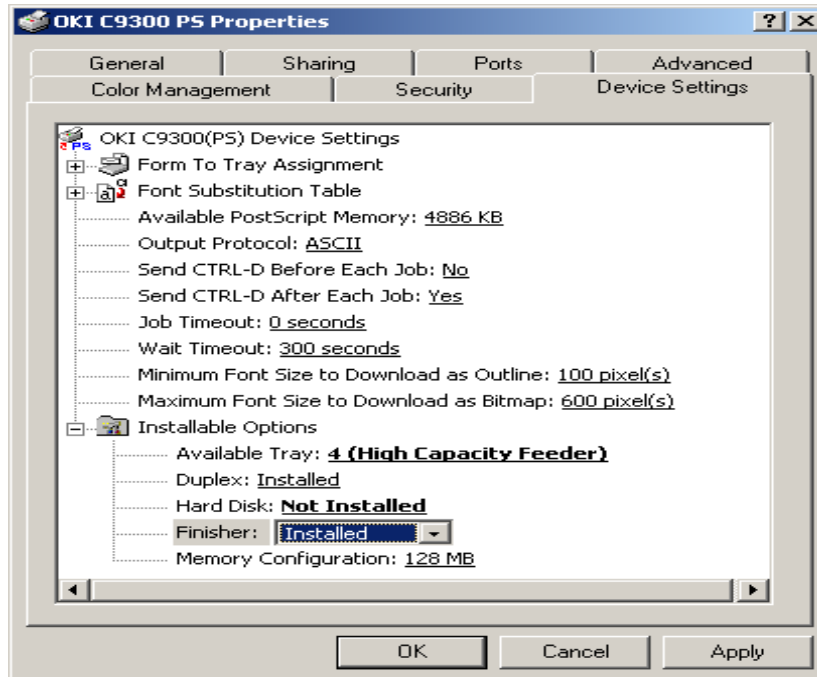 OKI C9300 PS Properties
General Sharing Ports Advanced
Color Management Security Device Settings
OKI C9300(PS) Device Settings
Form To Tray Assignment
Font Substitution Table
Available PostScript Memory: 4886 KB
Output Protocol: ASCII
Send CTRL-D Before Each Job: No
Send CTRL-D After Each Job: Yes
Job Timeout: 0 seconds
Wait Timeout: 300 seconds
Minimum Font Size to Download as Outline: 100 pixel(s)
Maximum Font Size to Download as Bitmap: 600 pixel(s)
Installable Options
Available Tray: 4 (High Capacity Feeder)
Duplex: Installed
Hard Disk: Not Installed
Finisher: Installed
Memory Configuration: 128 MB
OK Cancel Apply